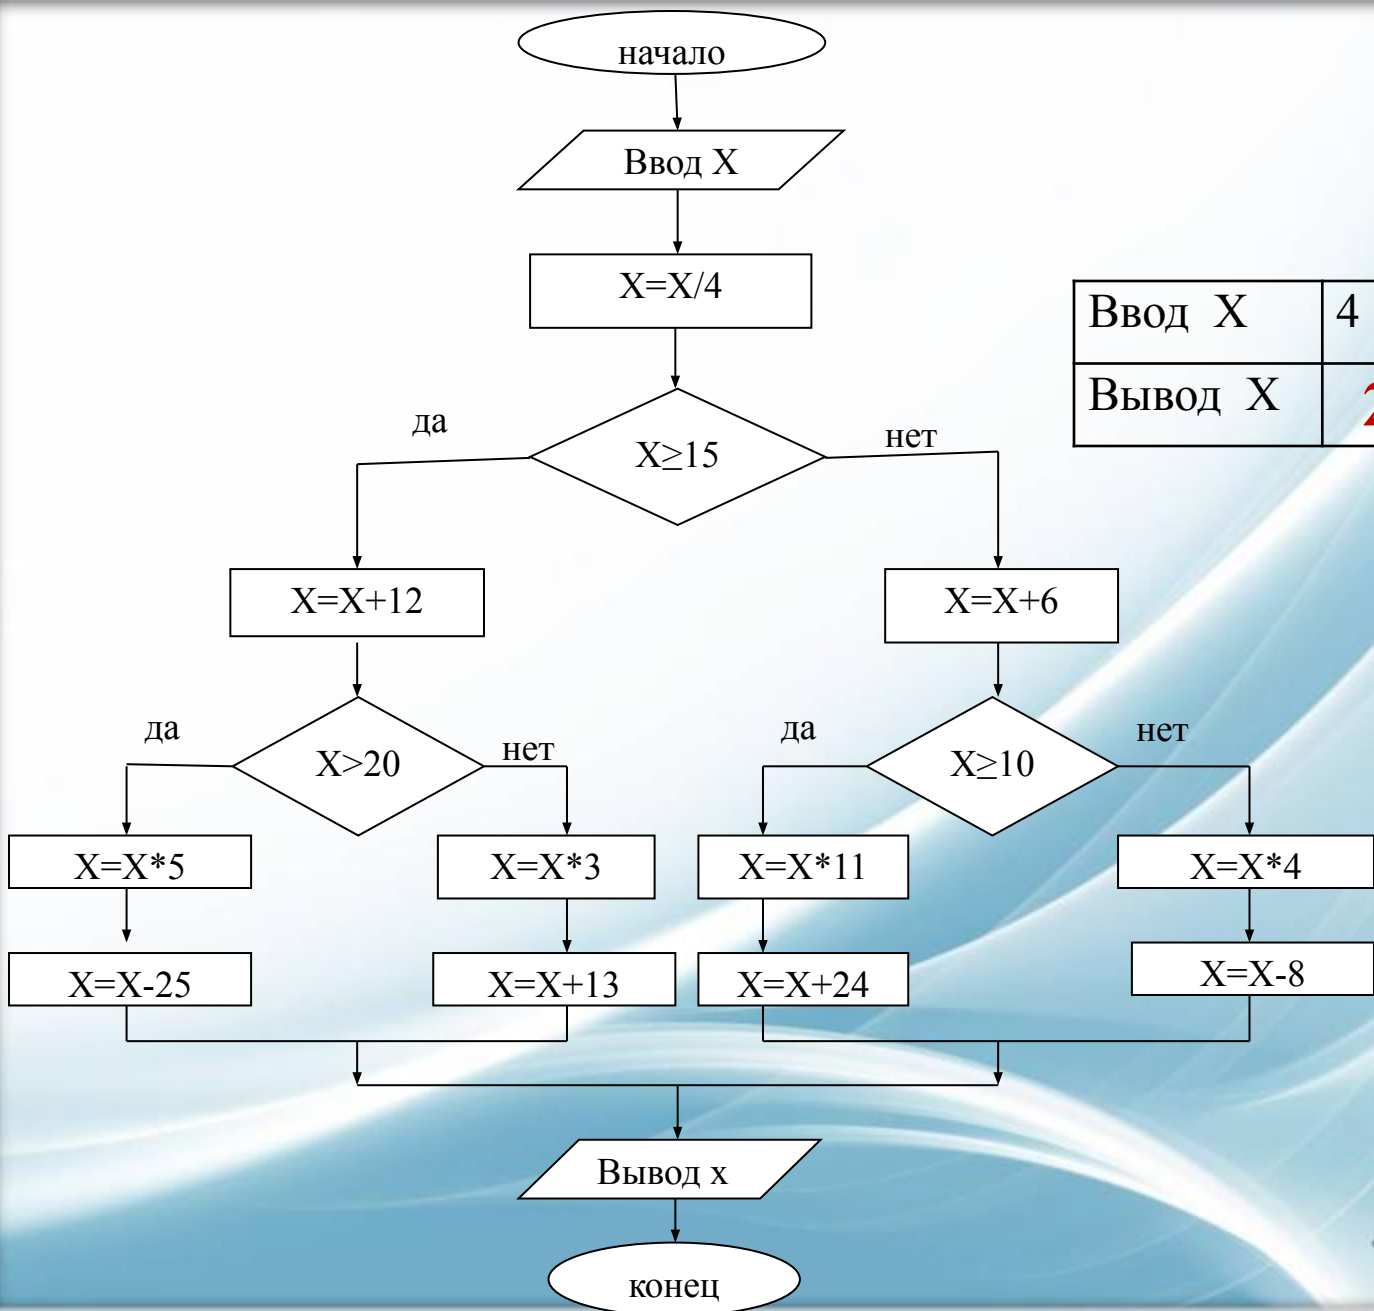 начало
Ввод X
X=X/4
Ввод X 4
Вывод X 2
да
нет
X≥15
X=X+12
X=X+6
да
X>20
нет
да
X≥10
нет
X=X*5
X=X*3
X=X*11
X=X*4
X=X-25
X=X+13
X=X+24
X=X-8
Вывод x
конец